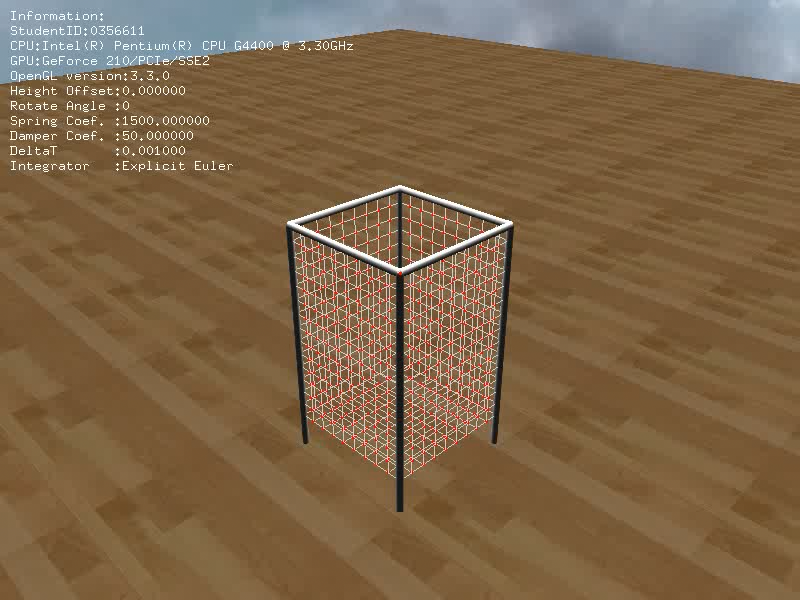 Information:
StudentID:0356611
CPU:Intel(R) Pentium(R) CPU G4400 @ 3.30GHz
GPU:GeForce 210/PCIe/SSE2
OpenGL version:3.3.0
Height Offset:0.000000
Rotate Angle :0
Spring Coef. :1500.000000
Damper Coef. :50.000000
DeltaT       :0.001000
Integrator   :Explicit Euler